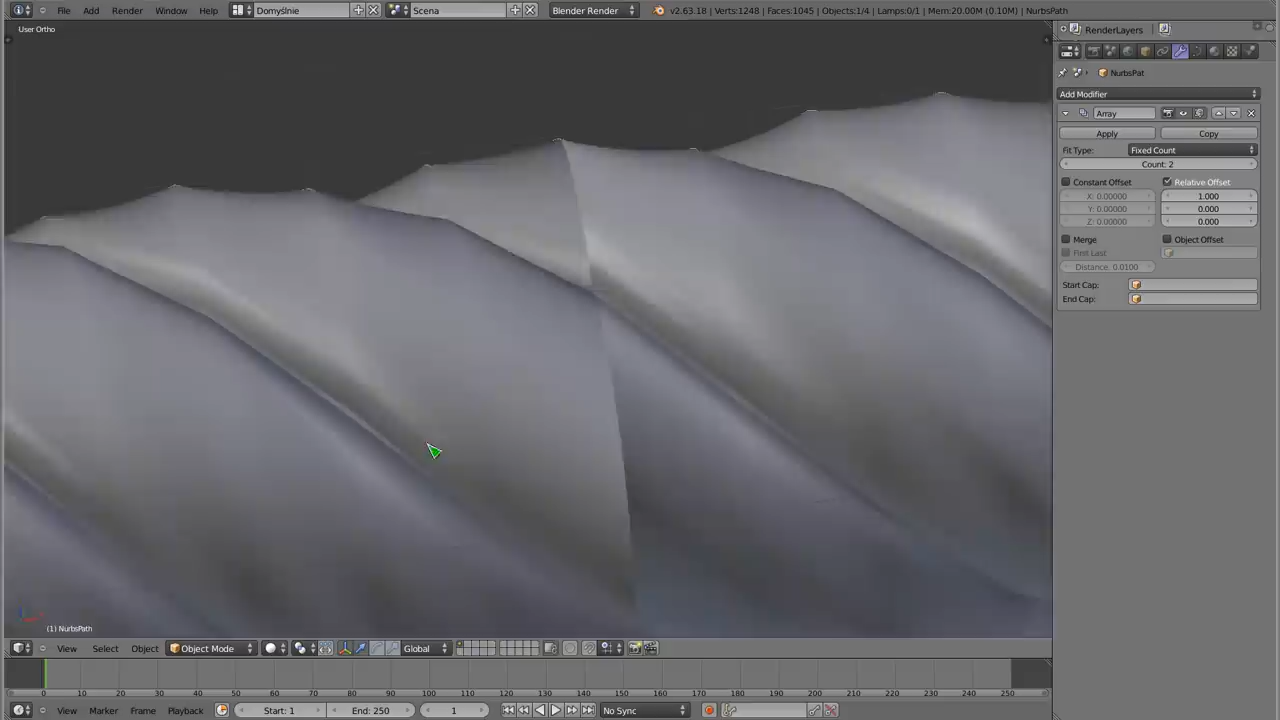 File Add Render Window Help Domyślnie Scena Blender Render v2.63.18 | Verts:1248 | Faces:1045 | Objects:1/4 | Lamps:0/1 | Mem:20.00M (0.10M) | NurbsPath
User Ortho
RenderLayers
NurbsPat
Add Modifier
Array
Apply Copy
Fit Type: Fixed Count
Count: 2
Constant Offset Relative Offset
X: 0.00000 1.000
Y: 0.00000 0.000
Z: 0.00000 0.000
Merge Object Offset
First Last
Distance: 0.0100
Start Cap:
End Cap:
(1) NurbsPath
View Select Object Object Mode Global
0 10 20 30 40 50 60 70 80 90 100 110 120 130 140 150 160 170 180 190 200 210 220 230 240 250
View Marker Frame Playback Start: 1 End: 250 1 No Sync